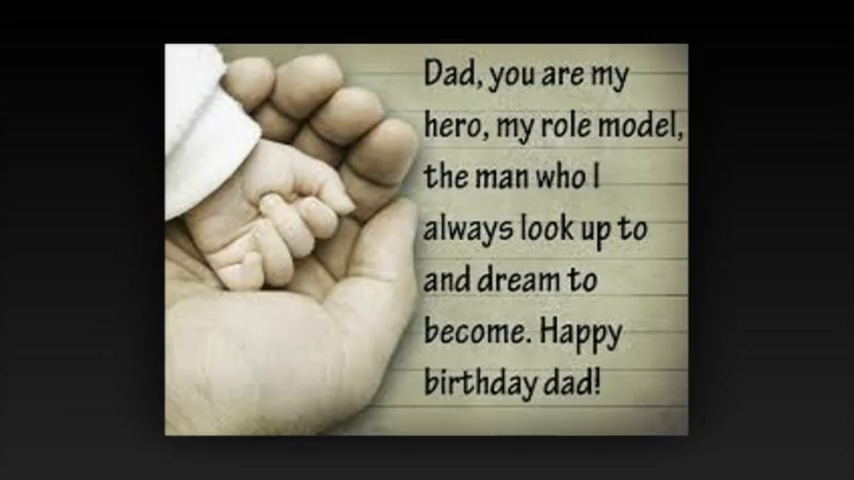 Dad, you are my
hero, my role model,
the man who I
always look up to
and dream to
become. Happy
birthday dad!